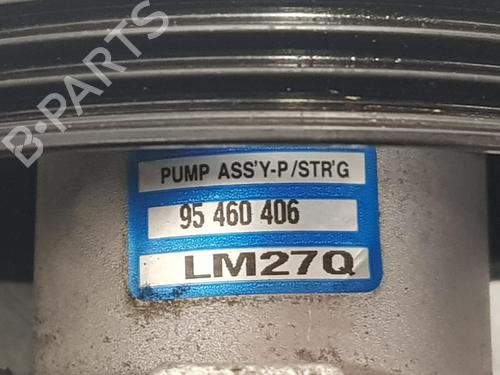 B-PARTS
PUMP ASS'Y-P/STR'G
95 460 406
LM27Q